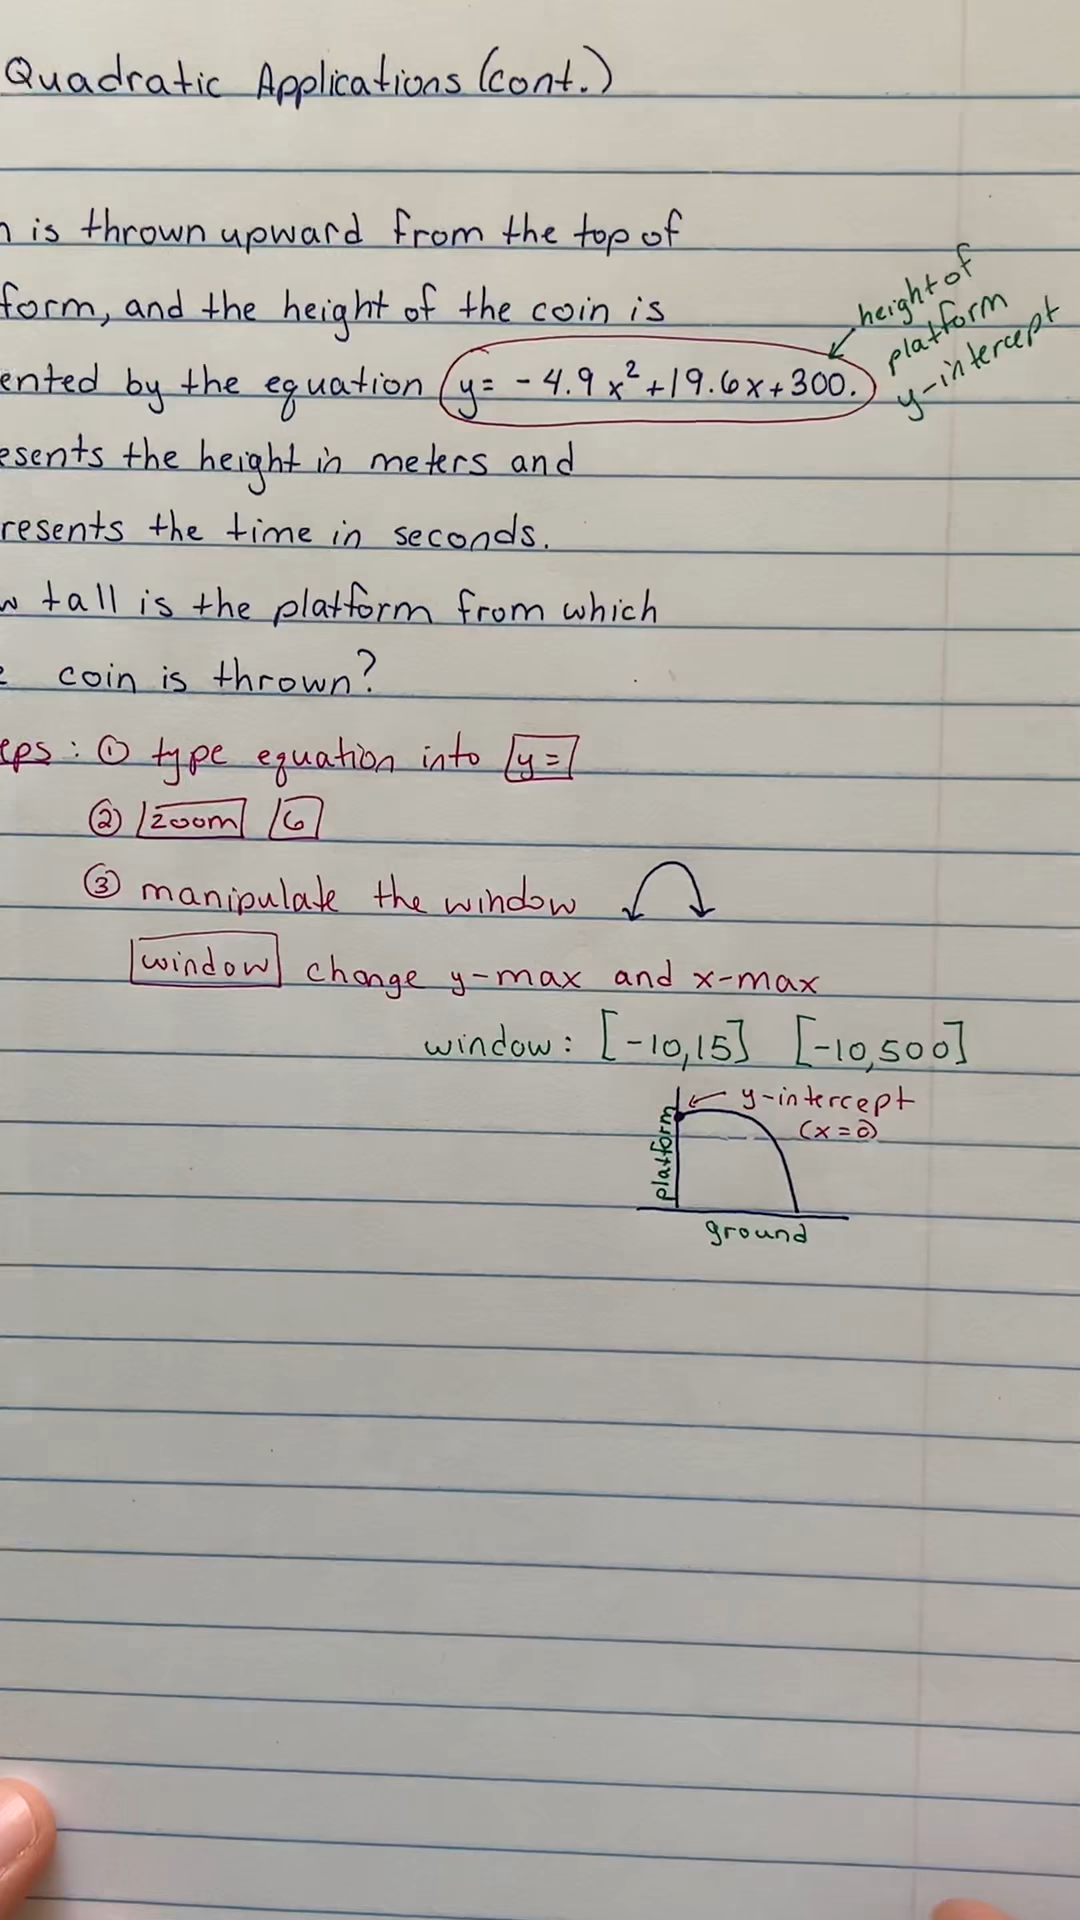 Quadratic Applications (cont.)
is thrown upward from the top of
form, and the height of the coin is
height of
platform
y-intercept
ented by the equation y = -4.9x²+19.6x+300.
esents the height in meters and
resents the time in seconds.
w tall is the platform from which
coin is thrown?
eps: ① type equation into y=
② zoom 6
③ manipulate the window
window change y-max and x-max
window: [-10,15] [-10,500]
y-intercept
(x=0)
platform
ground